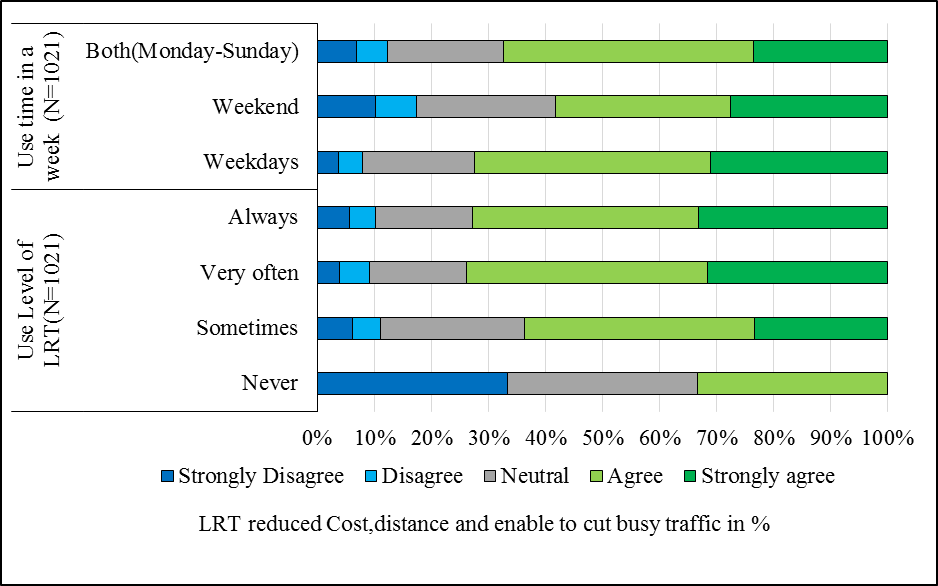 Use time in a
week (N=1021)
Both(Monday-Sunday)
Weekend
Weekdays
Use Level of
LRT(N=1021)
Always
Very often
Sometimes
Never
0% 10% 20% 30% 40% 50% 60% 70% 80% 90% 100%
Strongly Disagree Disagree Neutral Agree Strongly agree
LRT reduced Cost,distance and enable to cut busy traffic in %